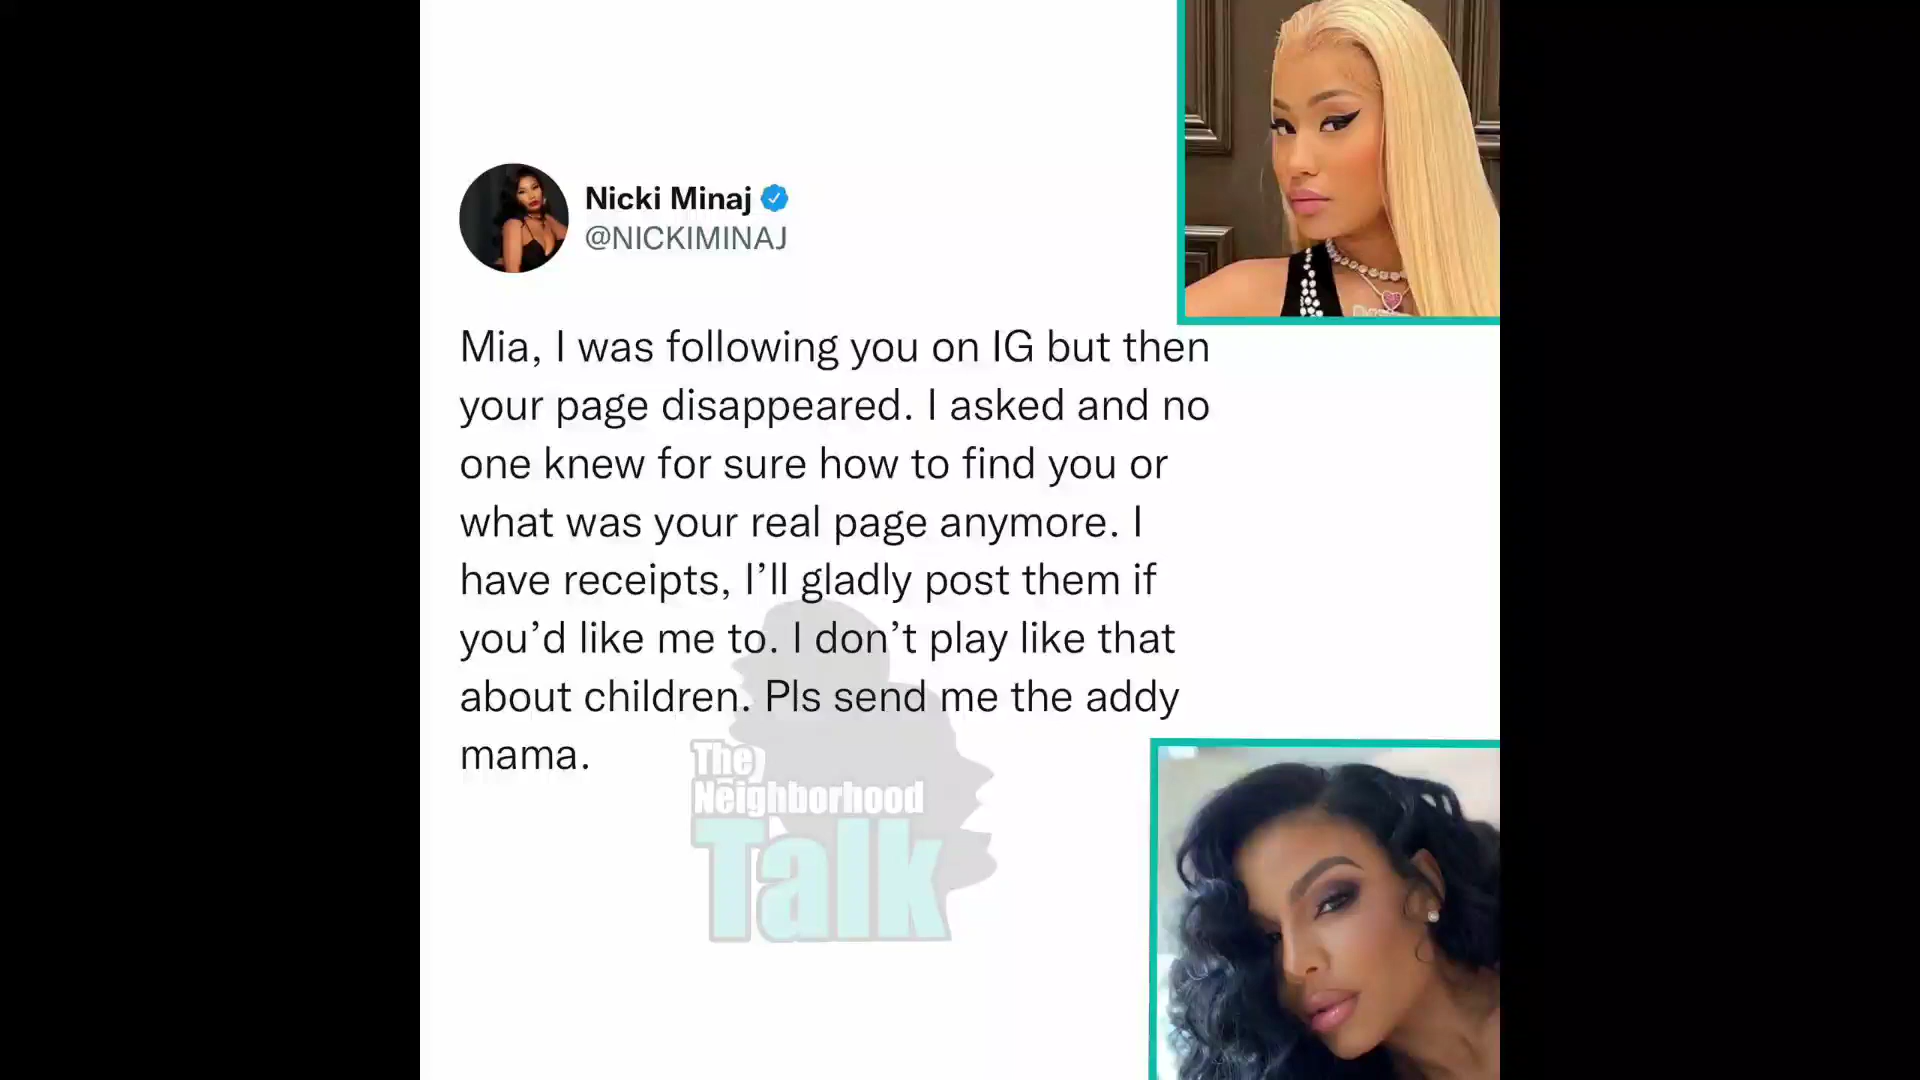 Nicki Minaj
@NICKIMINAJ
Mia, I was following you on IG but then
your page disappeared. I asked and no
one knew for sure how to find you or
what was your real page anymore. I
have receipts, I’ll gladly post them if
you’d like me to. I don’t play like that
about children. Pls send me the addy
mama.
The
Neighborhood
Talk